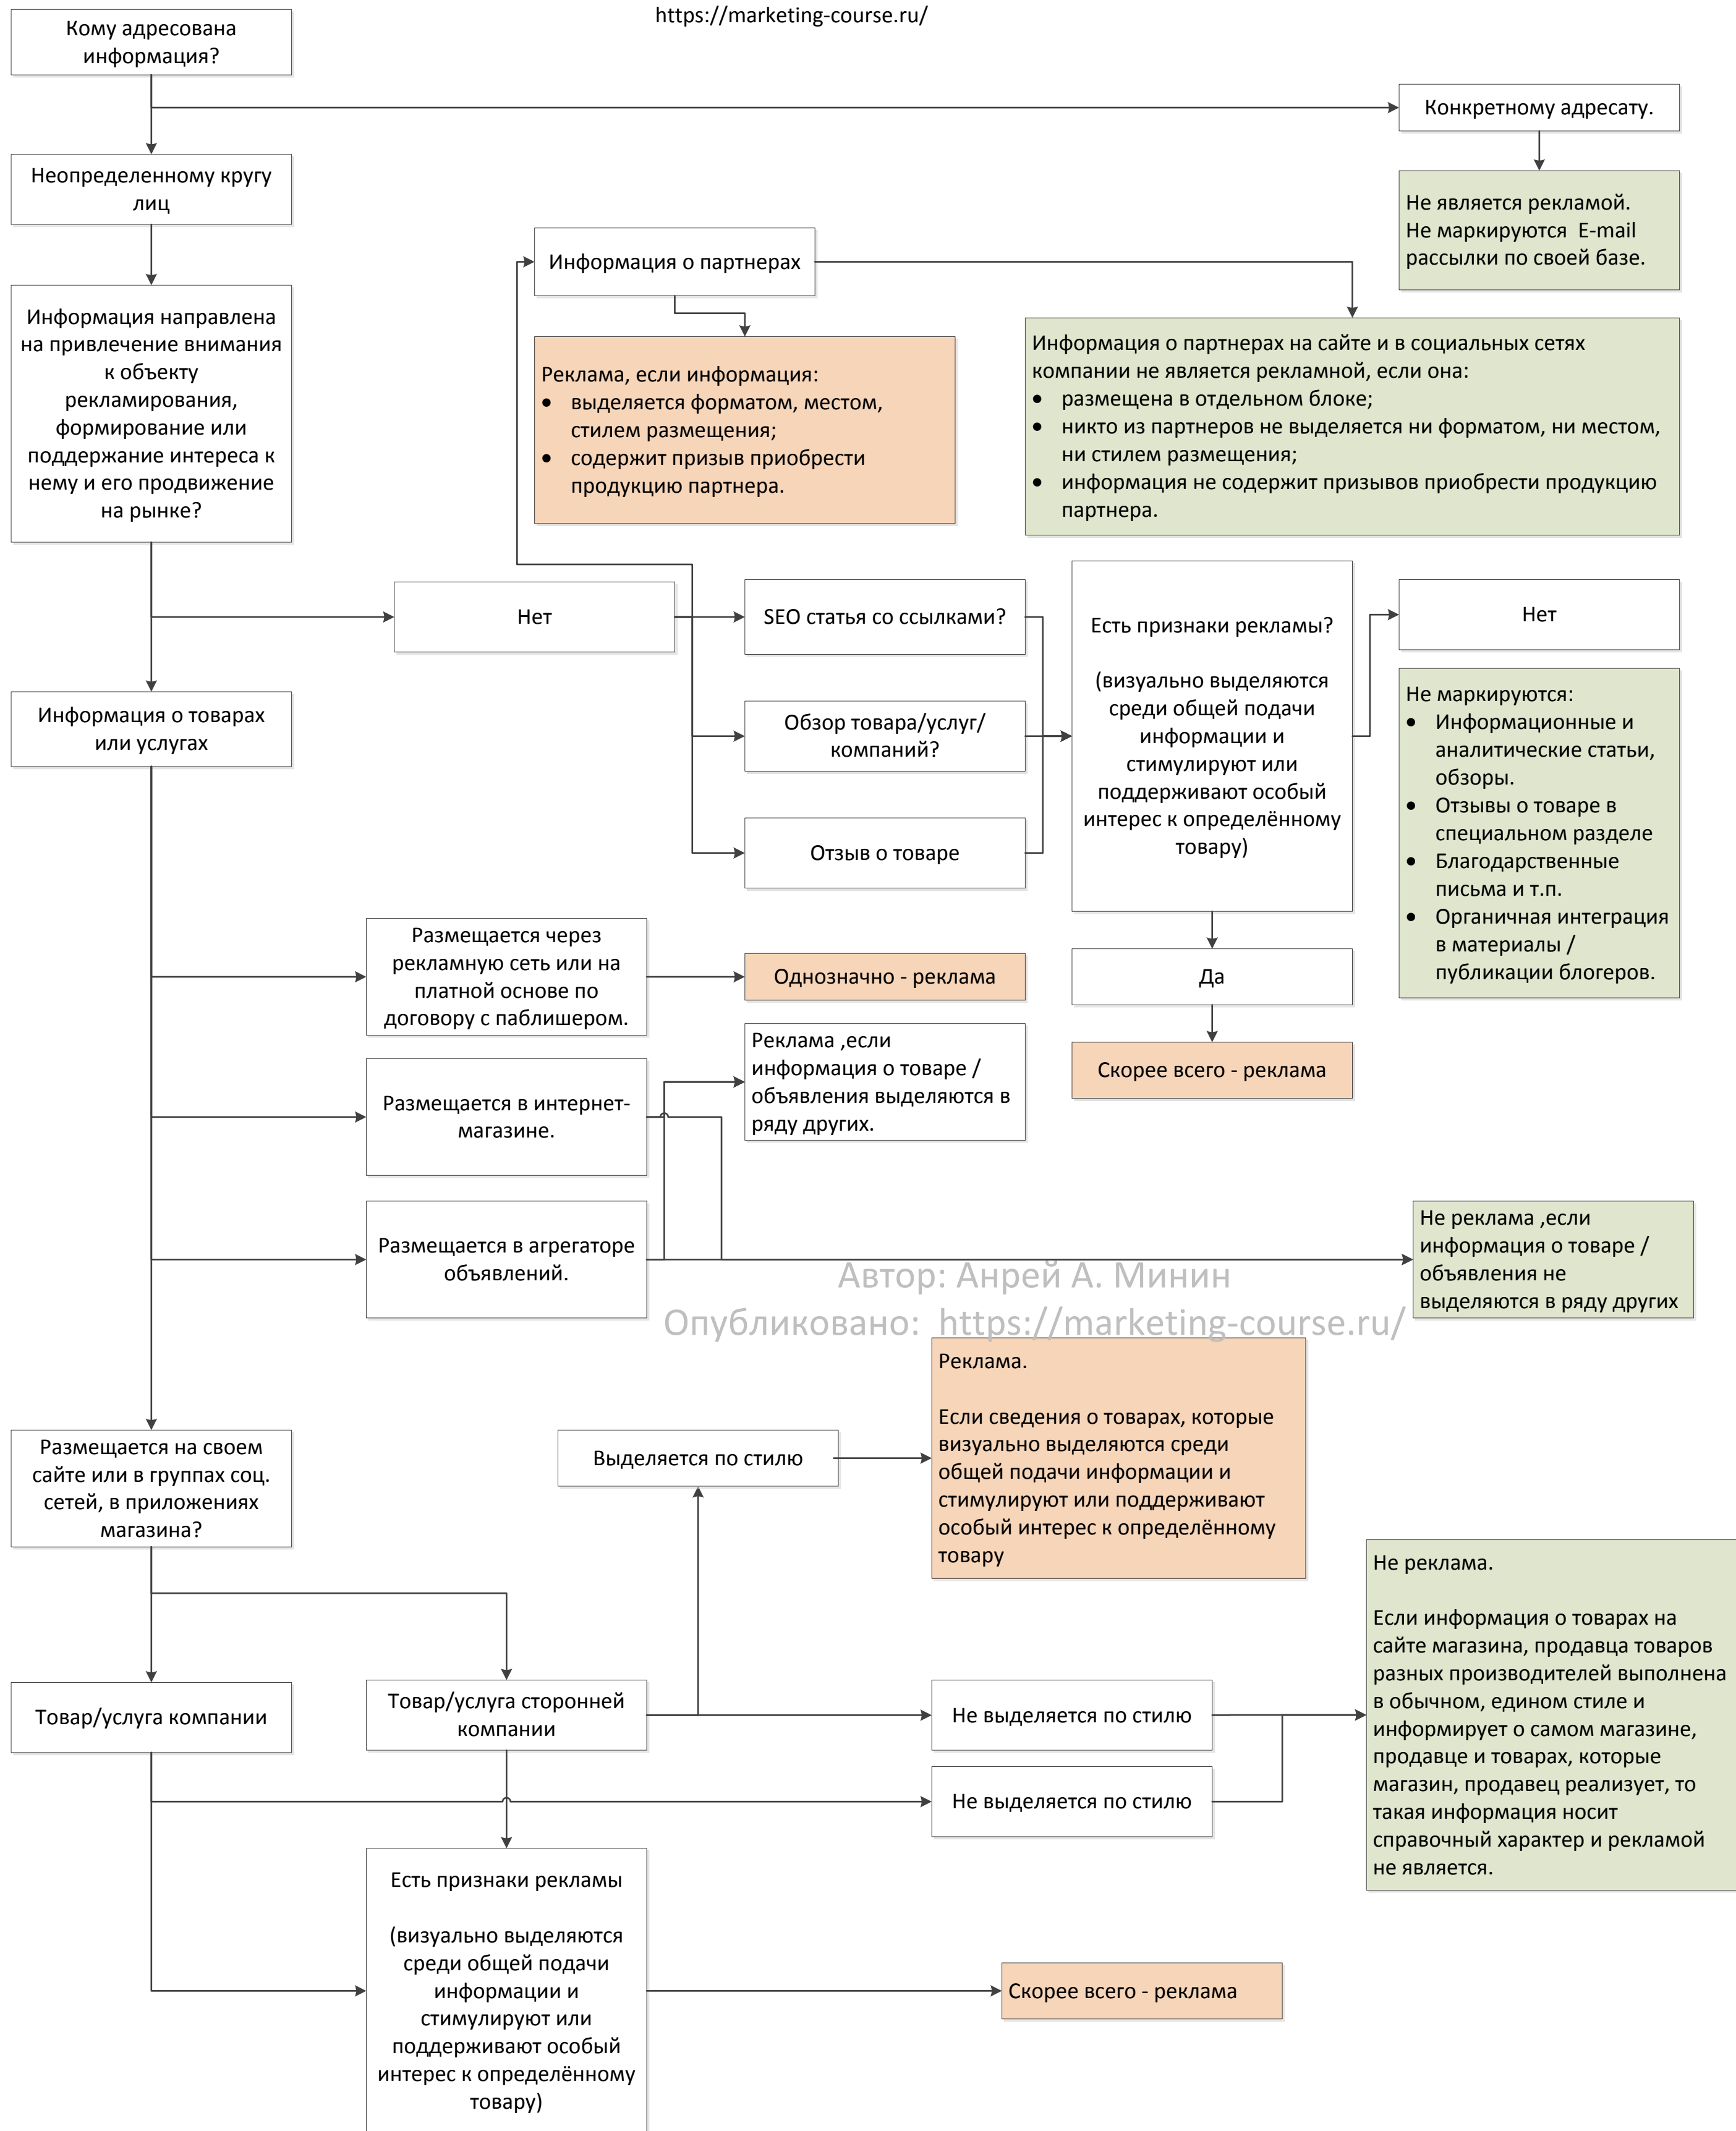 https://marketing-course.ru/
Кому адресована
информация?
Конкретному адресату.
Неопределенному кругу
лиц
Не является рекламой.
Не маркируются E-mail
рассылки по своей базе.
Информация о партнерах
Информация направлена
на привлечение внимания
к объекту
рекламирования,
формирование или
поддержание интереса к
нему и его продвижение
на рынке?
Реклама, если информация:
• выделяется форматом, местом,
стилем размещения;
• содержит призыв приобрести
продукцию партнера.
Информация о партнерах на сайте и в социальных сетях
компании не является рекламной, если она:
• размещена в отдельном блоке;
• никто из партнеров не выделяется ни форматом, ни местом,
ни стилем размещения;
• информация не содержит призывов приобрести продукцию
партнера.
Нет
SEO статья со ссылками?
Обзор товара/услуг/
компаний?
Отзыв о товаре
Есть признаки рекламы?
(визуально выделяются
среди общей подачи
информации и
стимулируют или
поддерживают особый
интерес к определённому
товару)
Нет
Не маркируются:
• Информационные и
аналитические статьи,
обзоры.
• Отзывы о товаре в
специальном разделе
• Благодарственные
письма и т.п.
• Органичная интеграция
в материалы /
публикации блогеров.
Да
Скорее всего - реклама
Информация о товарах
или услугах
Размещается через
рекламную сеть или на
платной основе по
договору с паблишером.
Однозначно - реклама
Размещается в интернет-
магазине.
Реклама ,если
информация о товаре /
объявления выделяются в
ряду других.
Размещается в агрегаторе
объявлений.
Не реклама ,если
информация о товаре /
объявления не
выделяются в ряду других
Автор: Анрей А. Минин
Опубликовано: https://marketing-course.ru/
Размещается на своем
сайте или в группах соц.
сетей, в приложениях
магазина?
Выделяется по стилю
Реклама.
Если сведения о товарах, которые
визуально выделяются среди
общей подачи информации и
стимулируют или поддерживают
особый интерес к определённому
товару
Товар/услуга компании
Товар/услуга сторонней
компании
Не выделяется по стилю
Не выделяется по стилю
Не реклама.
Если информация о товарах на
сайте магазина, продавца товаров
разных производителей выполнена
в обычном, едином стиле и
информирует о самом магазине,
продавце и товарах, которые
магазин, продавец реализует, то
такая информация носит
справочный характер и рекламой
не является.
Есть признаки рекламы
(визуально выделяются
среди общей подачи
информации и
стимулируют или
поддерживают особый
интерес к определённому
товару)
Скорее всего - реклама